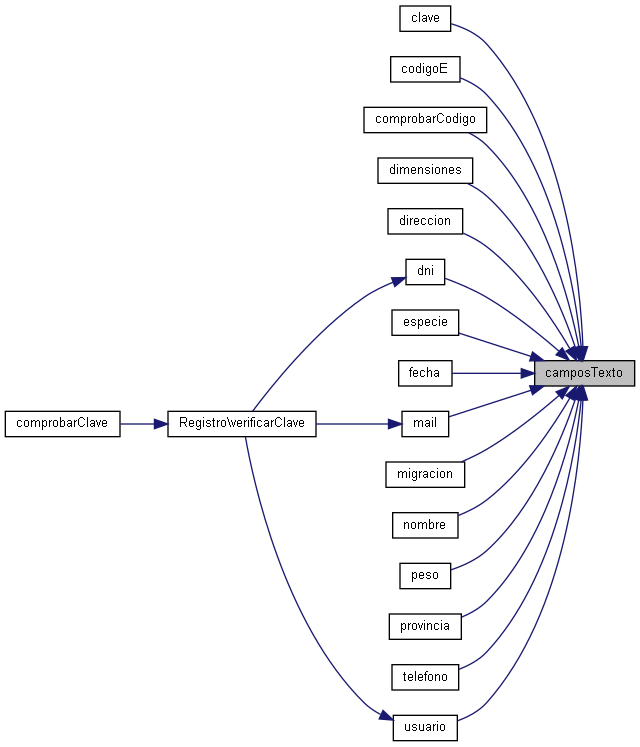 clave
codigoE
comprobarCodigo
dimensiones
direccion
dni
especie
fecha
camposTexto
comprobarClave
Registro\verificarClave
mail
migracion
nombre
peso
provincia
telefono
usuario